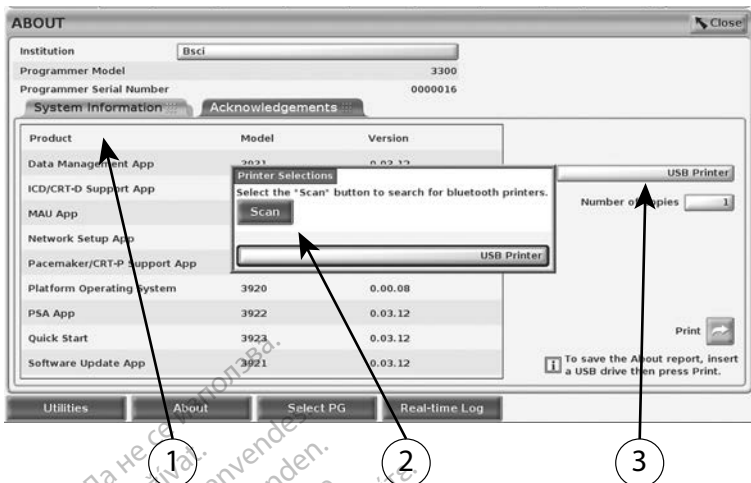 ABOUT
Close
Institution
Bsci
Programmer Model
3300
Programmer Serial Number
0000016
System Information
Acknowledgements
Product Model Version
Data Management App
ICD/CRT-D Support App
MAU App
Network Setup App
Pacemaker/CRT-P Support App
Platform Operating System 3920 0.00.08
PSA App 3922 0.03.12
Quick Start 3923 0.03.12
Software Update App 3921 0.03.12
Printer Selections
Select the "Scan" button to search for bluetooth printers.
Scan
USB Printer
USB Printer
Number of Copies 1
Print
To save the About report, insert
a USB drive then press Print.
Utilities
About
Select PG
Real-time Log
Да не се използва.
1
2
3